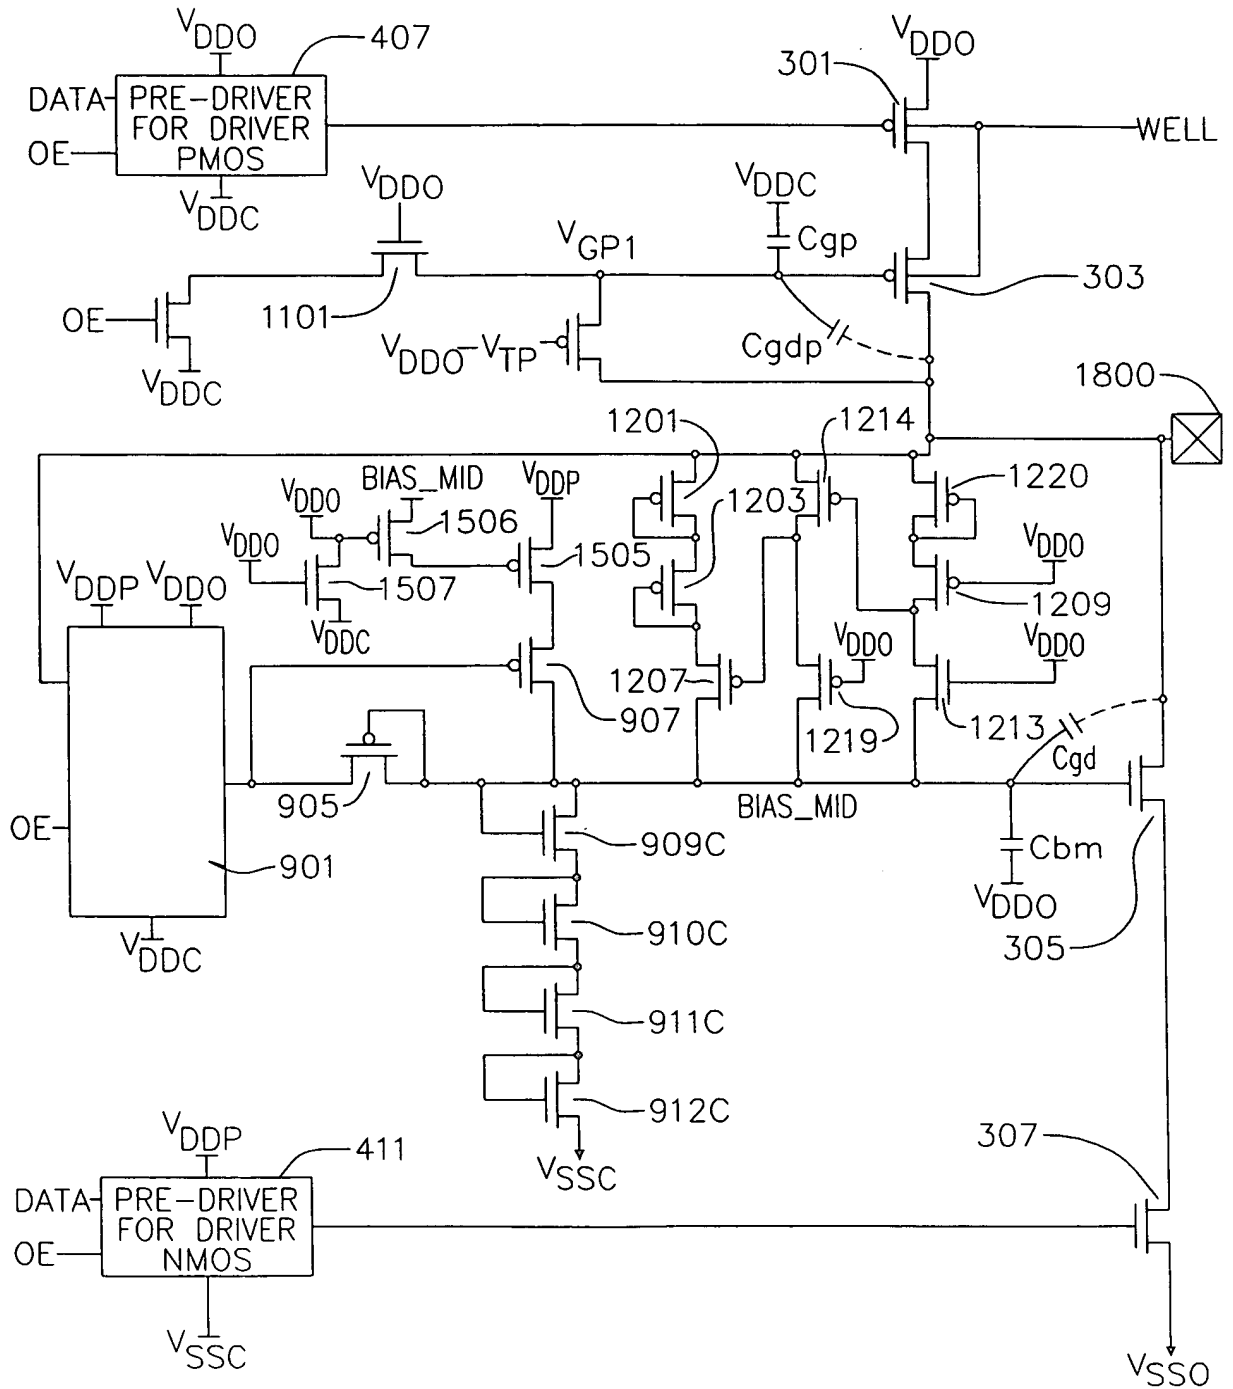 VDDO
407
VDDO
301
DATA
PRE-DRIVER
FOR DRIVER
PMOS
OE
WELL
VDDC
VDDO
VDDC
Cgp
VGP1
1101
303
OE
VDDC
VDDO-VTP
Cgdp
1800
1201
1214
BIAS_MID
VDDP
VDDO
1506
1203
1220
VDDO
1505
VDDO
1507
1209
VDDP
VDDO
VDDC
VDDO
VDDO
1207
907
1219
1213
Cgd
905
BIAS_MID
OE
901
909C
Cbm
VDDO
910C
305
VDDC
911C
912C
VDDP
411
307
VSSC
DATA
PRE-DRIVER
FOR DRIVER
NMOS
OE
VSSC
VSSO